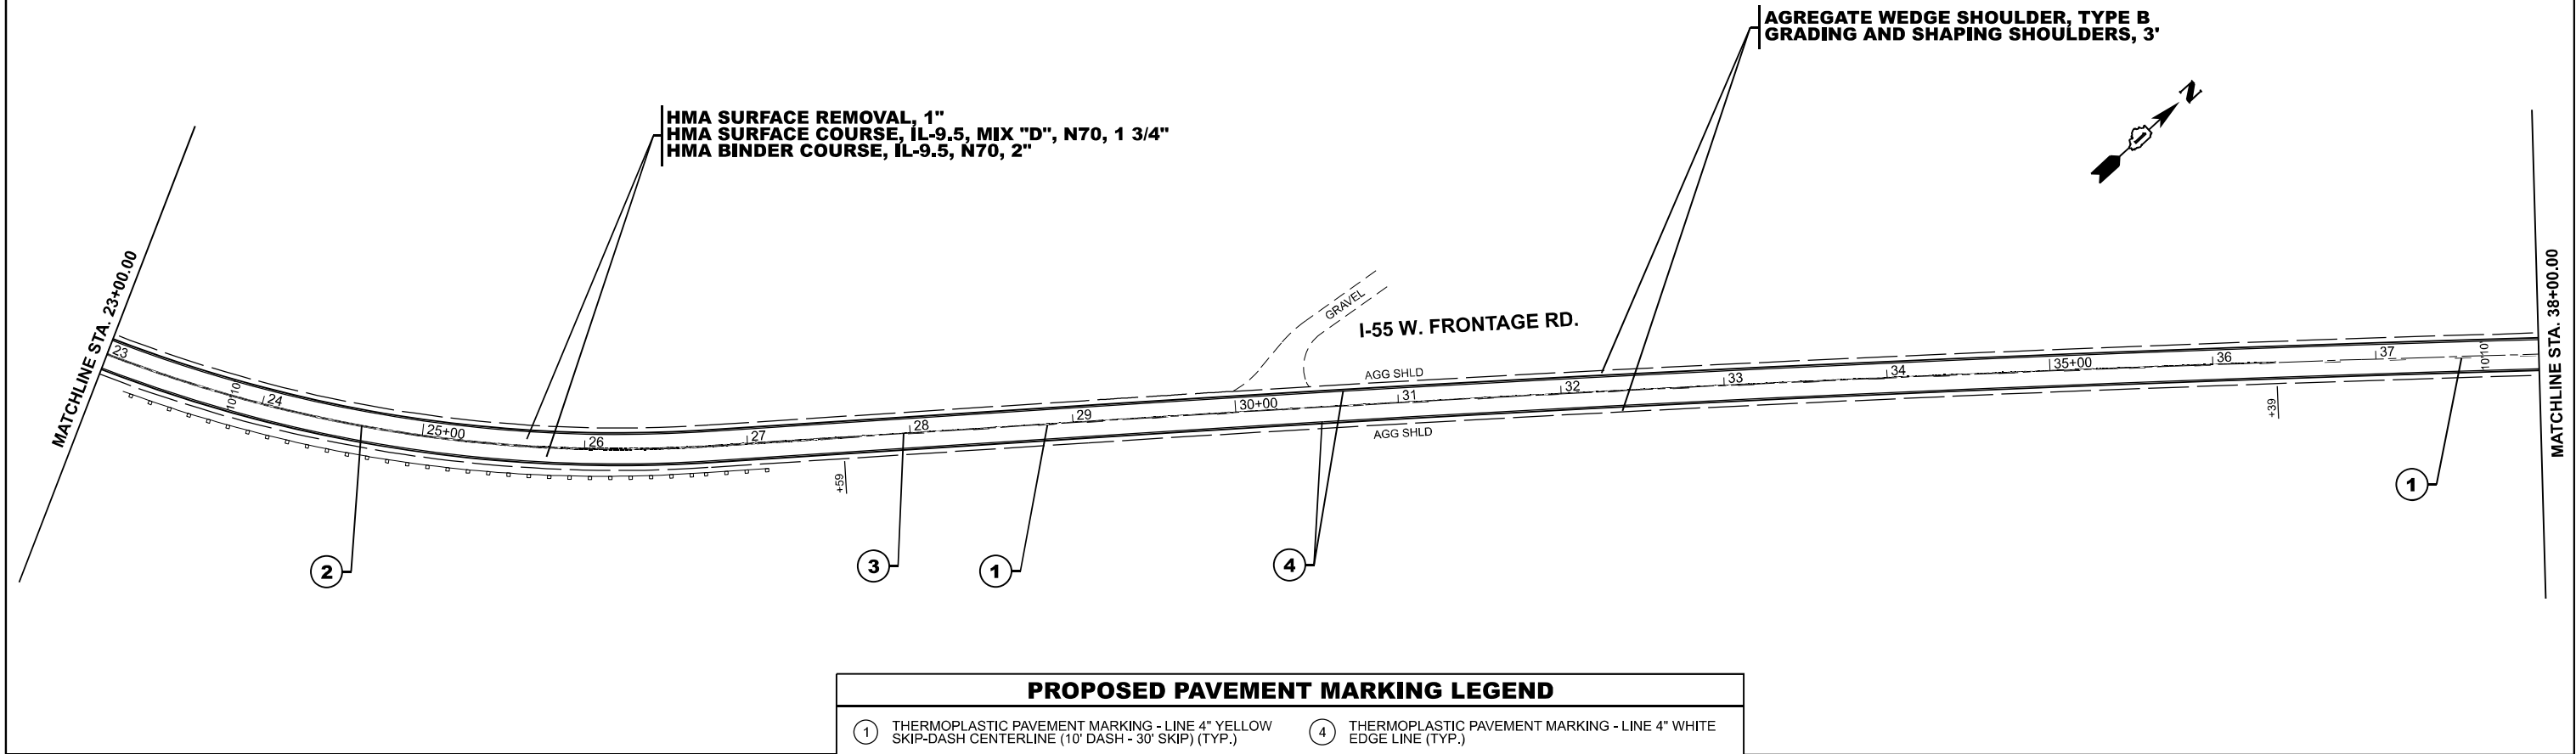 AGREGATE WEDGE SHOULDER, TYPE B
GRADING AND SHAPING SHOULDERS, 3'
HMA SURFACE REMOVAL, 1"
HMA SURFACE COURSE, IL-9.5, MIX "D", N70, 1 3/4"
HMA BINDER COURSE, IL-9.5, N70, 2"
N
MATCHLINE STA. 23+00.00
MATCHLINE STA. 38+00.00
GRAVEL
I-55 W. FRONTAGE RD.
AGG SHLD
AGG SHLD
23
10' 10'
24
25+00
26
27
28
29
30+00
31
32
33
34
35+00
36
37
10' 10'
+59
+39
2
3
1
4
1
PROPOSED PAVEMENT MARKING LEGEND
1 THERMOPLASTIC PAVEMENT MARKING - LINE 4" YELLOW
SKIP-DASH CENTERLINE (10' DASH - 30' SKIP) (TYP.)
4 THERMOPLASTIC PAVEMENT MARKING - LINE 4" WHITE
EDGE LINE (TYP.)